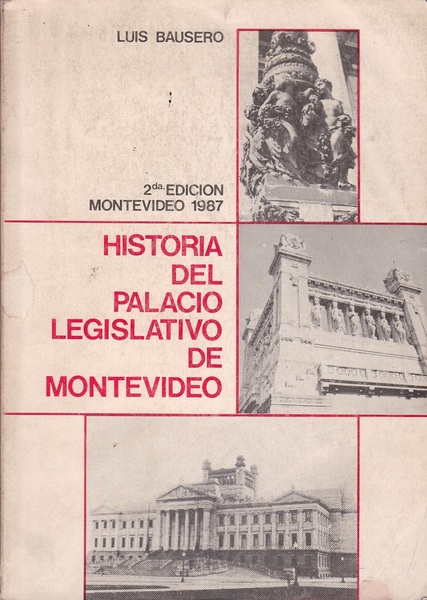 LUIS BAUSERO
2da. EDICION
MONTEVIDEO 1987
HISTORIA
DEL
PALACIO
LEGISLATIVO
DE
MONTEVIDEO